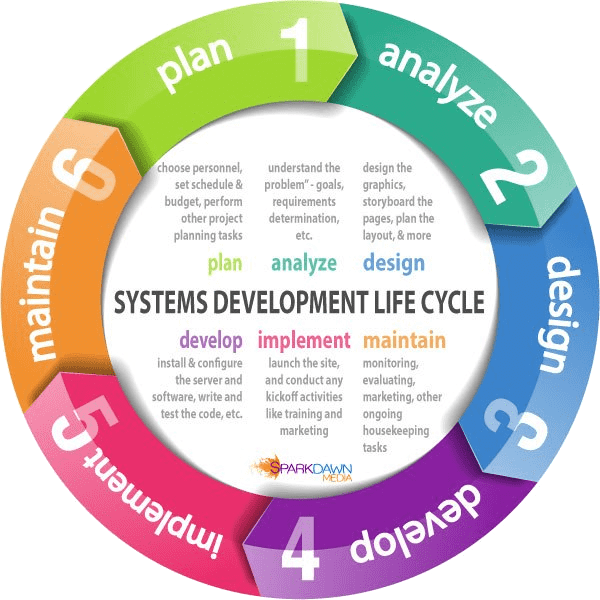 plan 1
analyze 2
design 3
develop 4
implement 5
maintain 6
choose personnel,
set schedule &
budget, perform
other project
planning tasks
plan
understand the
problem" - goals,
requirements
determination,
etc.
analyze
design the
graphics,
storyboard the
pages, plan the
layout, & more
design
SYSTEMS DEVELOPMENT LIFE CYCLE
develop
install & configure
the server and
software, write and
test the code, etc.
implement
launch the site,
and conduct any
kickoff activities
like training and
marketing
maintain
monitoring,
evaluating,
marketing, other
ongoing
housekeeping
tasks
SPARKDAWN
MEDIA